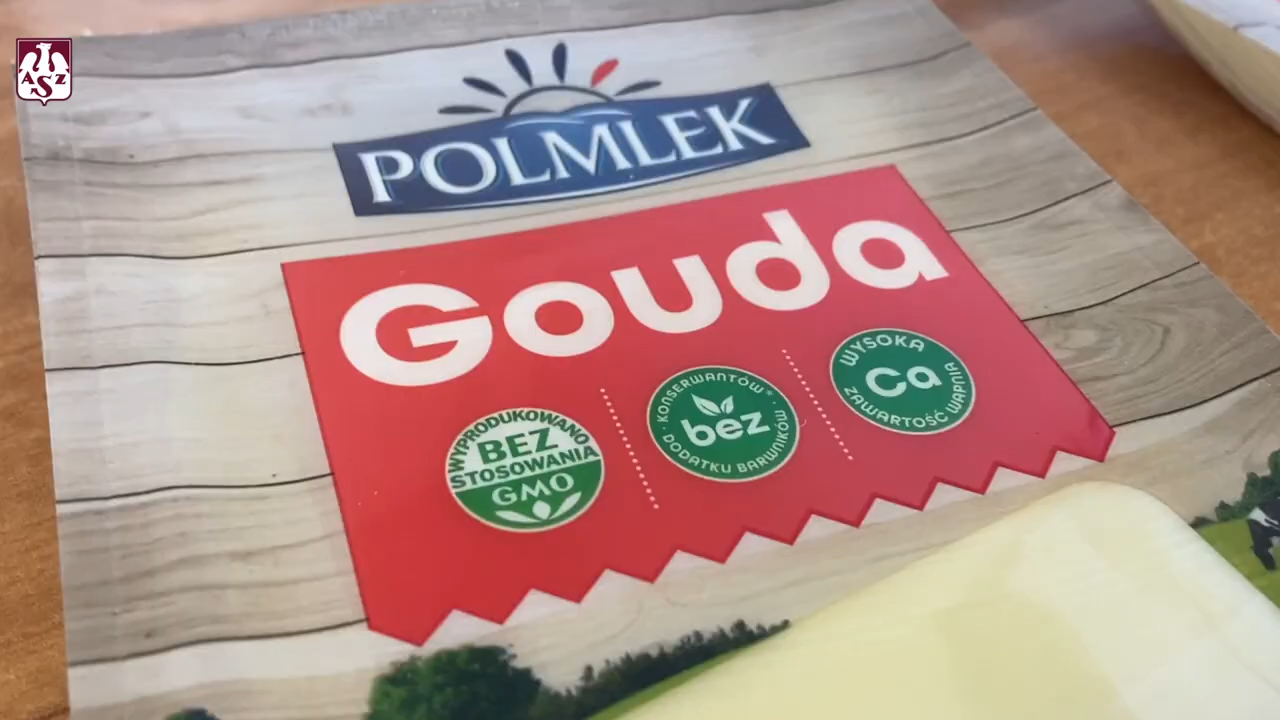 ASZ
POLMLEK
Gouda
WYPRODUKOWANO
BEZ
STOSOWANIA
GMO
KONSERWANTÓW*
bez
DODATKU BARWNIKÓW
WYSOKA
Ca
ZAWARTOŚĆ WAPNIA